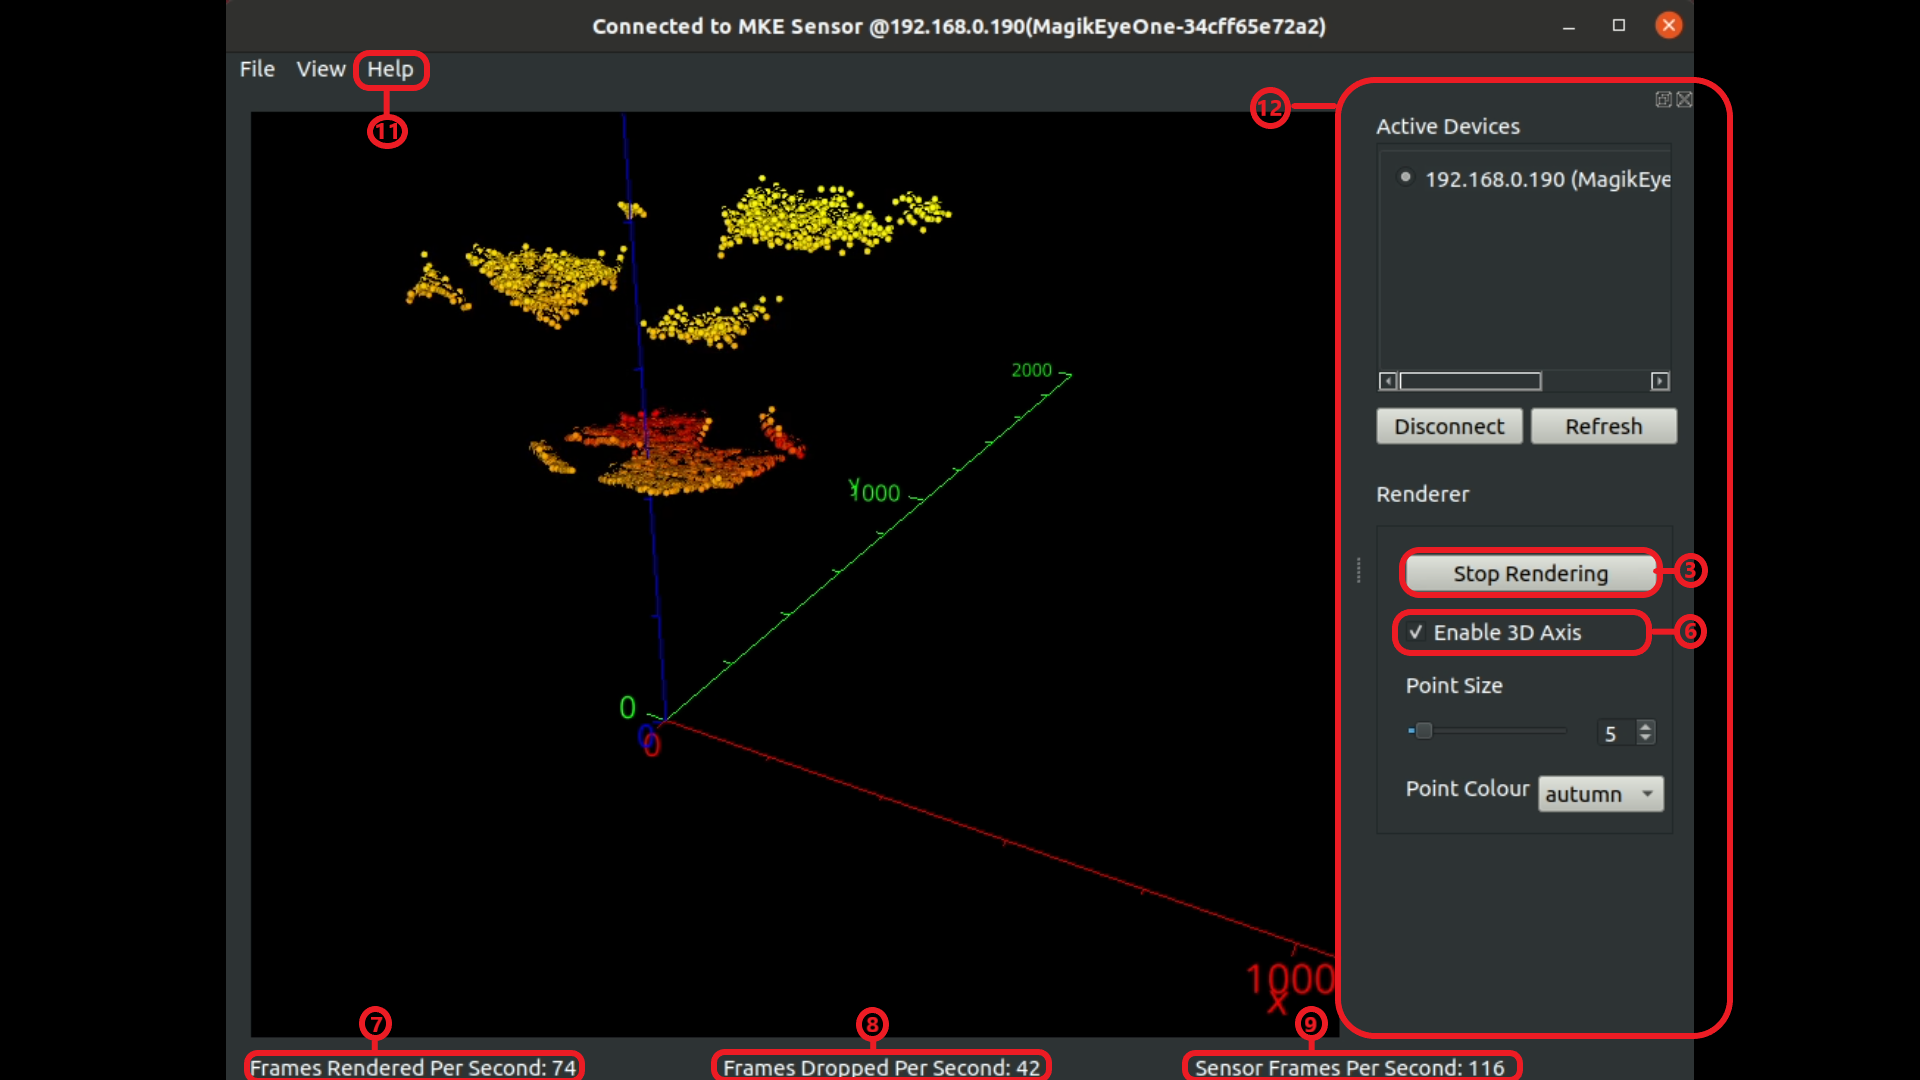 Connected to MKE Sensor @192.168.0.190(MagikEyeOne-34cff65e72a2)
File View Help
11
12
Active Devices
192.168.0.190 (MagikEye
Disconnect Refresh
Renderer
Stop Rendering
3
Enable 3D Axis
6
Point Size
5
Point Colour autumn
2000
Y
1000
0
0
0
1000
X
7
8
9
Frames Rendered Per Second: 74
Frames Dropped Per Second: 42
Sensor Frames Per Second: 116